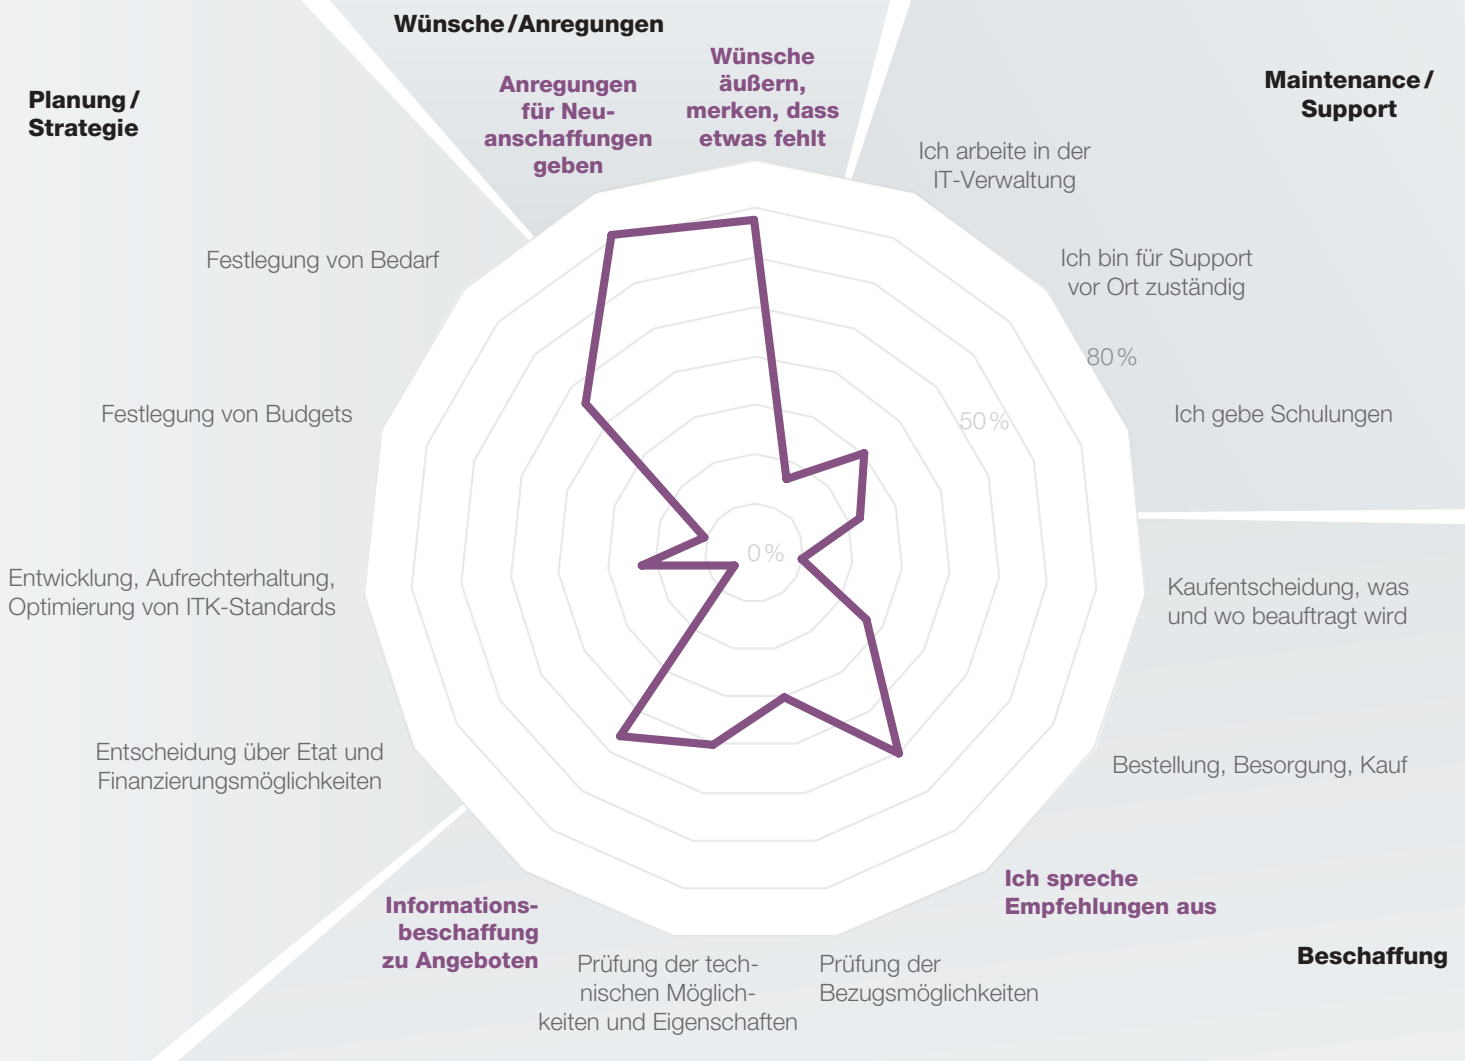 Wünsche/Anregungen
Planung/
Strategie
Anregungen
für Neu-
anschaffungen
geben
Wünsche
äußern,
merken, dass
etwas fehlt
Maintenance/
Support
Ich arbeite in der
IT-Verwaltung
Ich bin für Support
vor Ort zuständig
80%
50%
0%
Ich gebe Schulungen
Kaufentscheidung, was
und wo beauftragt wird
Bestellung, Besorgung, Kauf
Ich spreche
Empfehlungen aus
Beschaffung
Prüfung der
Bezugsmöglichkeiten
Prüfung der tech-
nischen Möglich-
keiten und Eigenschaften
Informations-
beschaffung
zu Angeboten
Entscheidung über Etat und
Finanzierungsmöglichkeiten
Entwicklung, Aufrechterhaltung,
Optimierung von ITK-Standards
Festlegung von Budgets
Festlegung von Bedarf